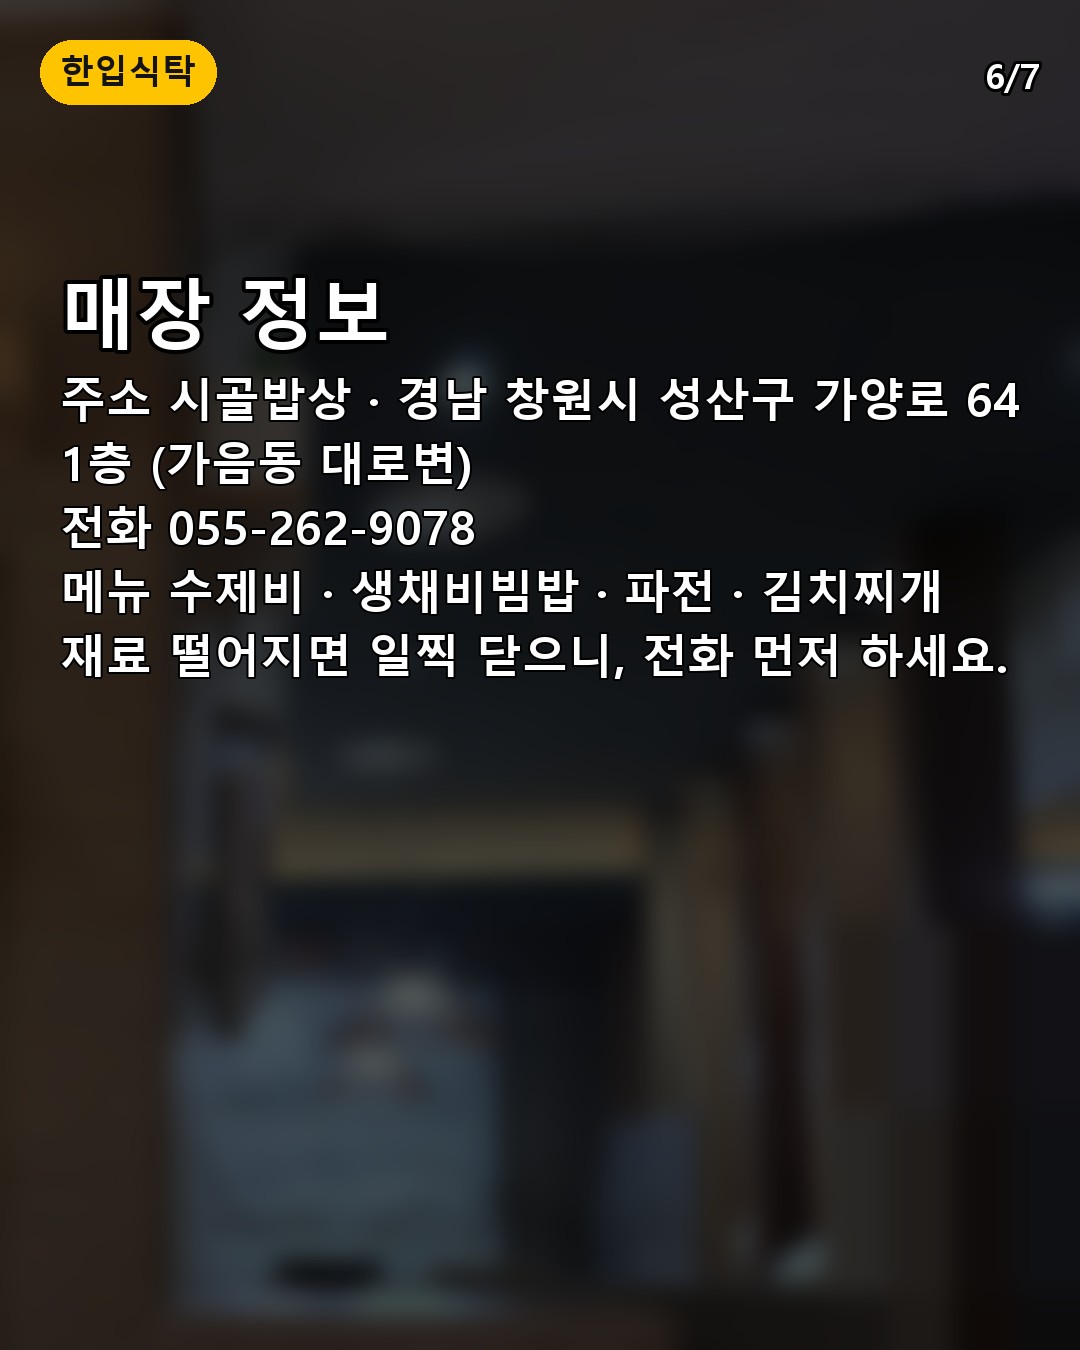 한입식탁
6/7
매장 정보
주소 시골밥상 · 경남 창원시 성산구 가양로 64
1층 (가음동 대로변)
전화 055-262-9078
메뉴 수제비 · 생채비빔밥 · 파전 · 김치찌개
재료 떨어지면 일찍 닫으니, 전화 먼저 하세요.